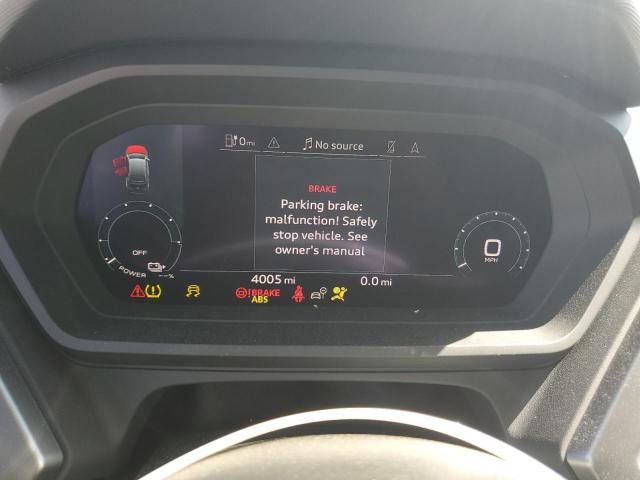 0mi
No source
BRAKE
Parking brake:
malfunction! Safely
stop vehicle. See
owner's manual
OFF
POWER
--%
0
MPH
4005 mi
0.0 mi
BRAKE
ABS